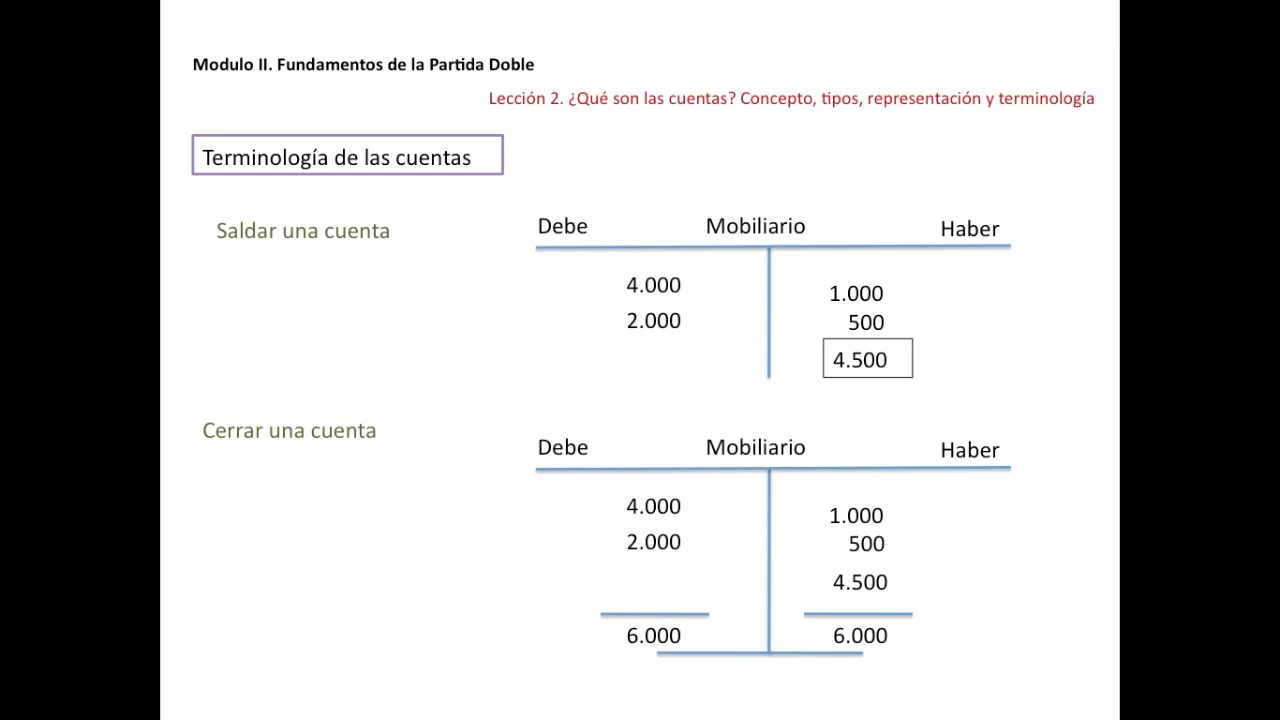 Modulo II. Fundamentos de la Partida Doble
Lección 2. ¿Qué son las cuentas? Concepto, tipos, representación y terminología
Terminología de las cuentas
Saldar una cuenta
Debe Mobiliario Haber
4.000 1.000
2.000 500
4.500
Cerrar una cuenta
Debe Mobiliario Haber
4.000 1.000
2.000 500
4.500
6.000 6.000